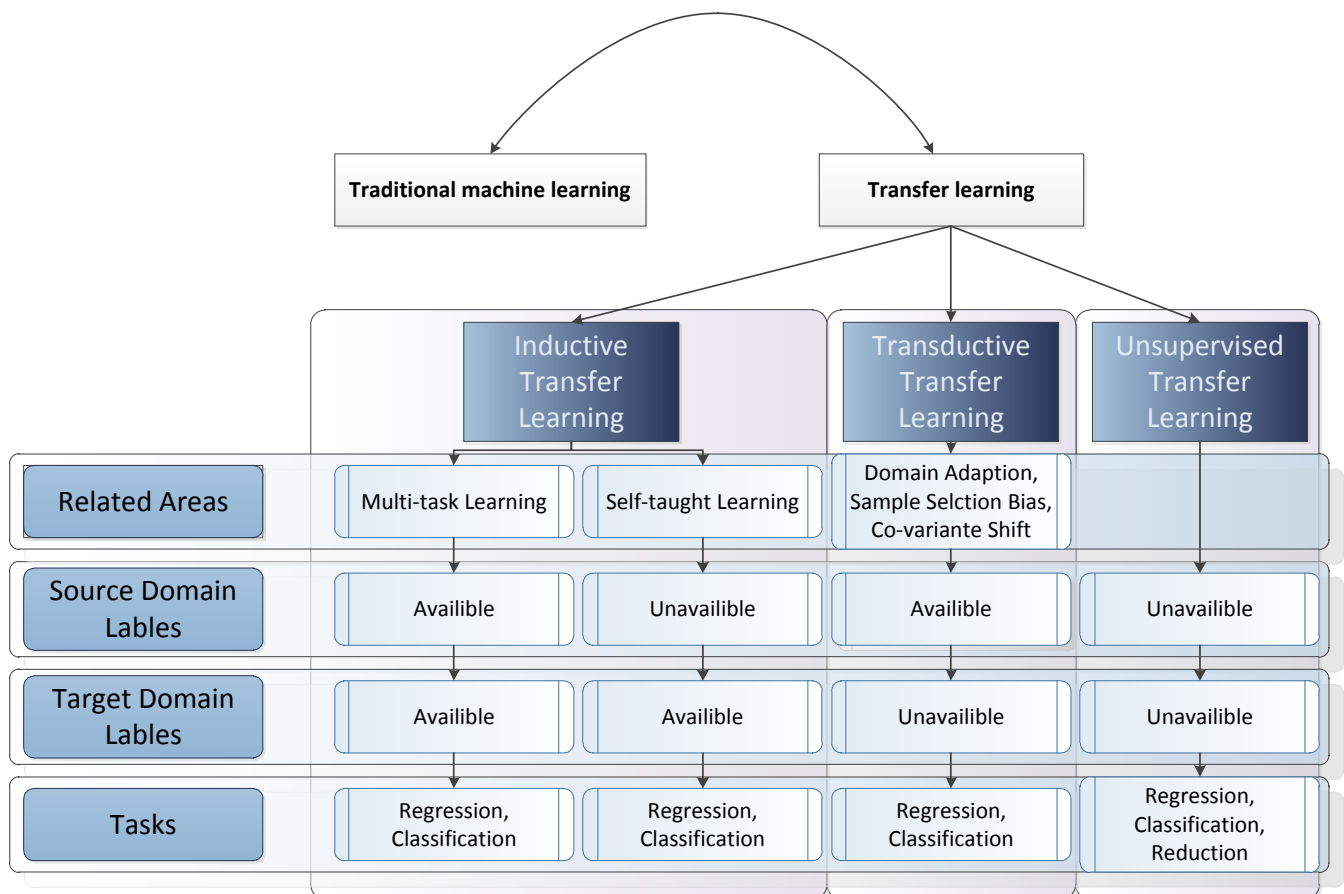 Traditional machine learning
Transfer learning
Inductive
Transfer
Learning
Transductive
Transfer
Learning
Unsupervised
Transfer
Learning
Related Areas
Multi-task Learning
Self-taught Learning
Domain Adaption,
Sample Selction Bias,
Co-variante Shift
Source Domain
Lables
Availible
Unavailible
Availible
Unavailible
Target Domain
Lables
Availible
Availible
Unavailible
Unavailible
Tasks
Regression,
Classification
Regression,
Classification
Regression,
Classification
Regression,
Classification,
Reduction